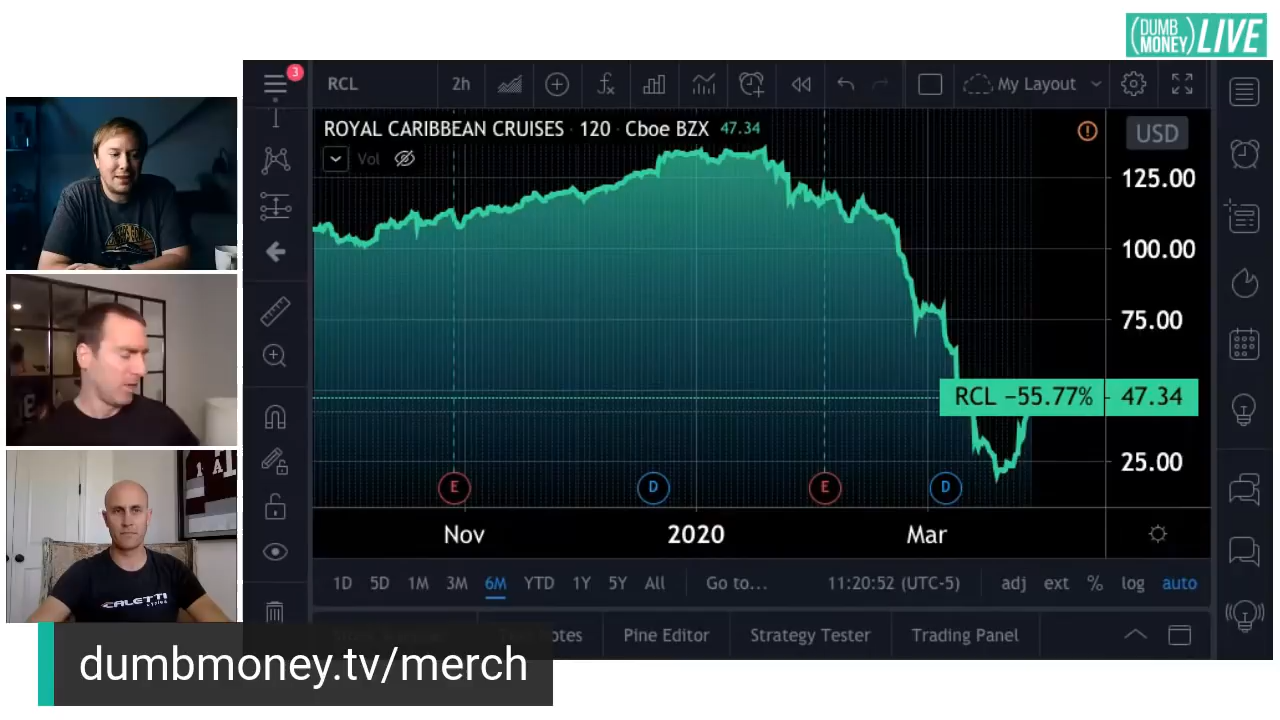 (DUMB
MONEY) LIVE
3
RCL 2h My Layout
ROYAL CARIBBEAN CRUISES · 120 · Cboe BZX 47.34
USD
Vol
125.00
100.00
75.00
RCL −55.77% 47.34
25.00
E D E D
Nov 2020 Mar
1D 5D 1M 3M 6M YTD 1Y 5Y All Go to... 11:20:52 (UTC-5) adj ext % log auto
Pine Editor Strategy Tester Trading Panel
CALETTI
dumbmoney.tv/merch